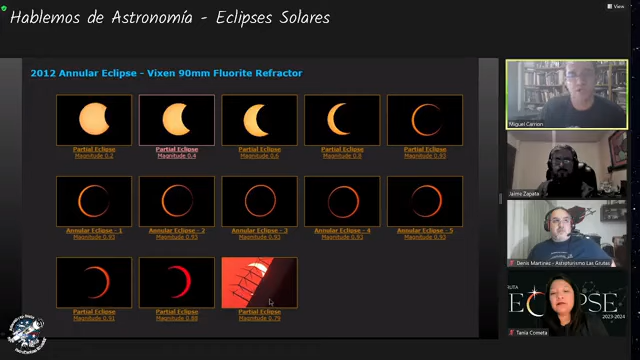 Hablemos de Astronomía - Eclipses Solares
View
2012 Annular Eclipse - Vixen 90mm Fluorite Refractor
Partial Eclipse
Magnitude 0.2
Partial Eclipse
Magnitude 0.4
Partial Eclipse
Magnitude 0.6
Partial Eclipse
Magnitude 0.8
Partial Eclipse
Magnitude 0.93
Annular Eclipse - 1
Magnitude 0.93
Annular Eclipse - 2
Magnitude 0.93
Annular Eclipse - 3
Magnitude 0.93
Annular Eclipse - 4
Magnitude 0.93
Annular Eclipse - 5
Magnitude 0.93
Partial Eclipse
Magnitude 0.91
Partial Eclipse
Magnitude 0.88
Partial Eclipse
Magnitude 0.79
Miguel Carrion
Jaime Zapata
Denis Martinez - Astroturismo Las Grutas
RUTA
ECLIPSE
2023-2024
Tania Cometa